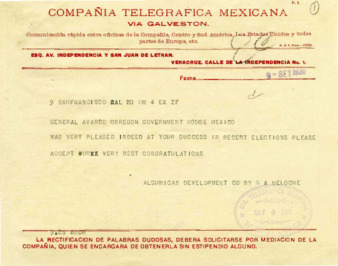 COMPAÑIA TELEGRAFICA MEXICANA
VIA GALVESTON.
Comunicación rápida entre oficinas de la Compañía, Centro y Sud América, Los Estados Unidos y todas
partes de Europa, etc.
ESQ. AV. INDEPENDENCIA Y SAN JUAN DE LETRAN.
VERACRUZ, CALLE DE LA INDEPENDENCIA No. 1.
Fecha
9 SANFRANCISCO CAL 20 4 EX ZF
GENERAL OBREGON GOVERNMENT HOUSE MEXICO
WAS VERY PLEASED INDEED AT YOUR SUCCESS IN RECENT ELECTIONS PLEASE
ACCEPT VERY BEST CONGRATULATIONS
DEVELOPMENT CO BY W A
LA RECTIFICACION DE PALABRAS DUDOSAS, DEBERA SOLICITARSE POR MEDIACION DE LA
COMPAÑIA, QUIEN SE ENCARGARA DE OBTENERLA SIN ESTIPENDIO ALGUNO.